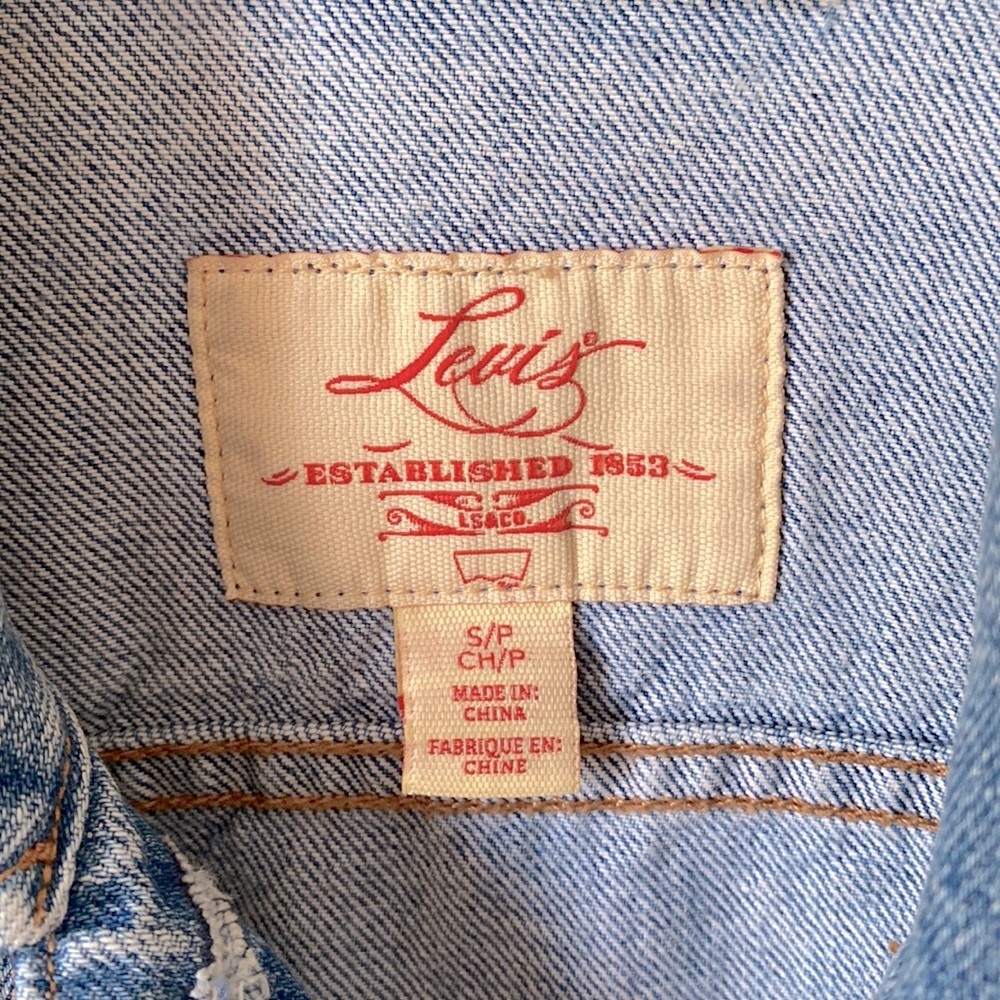 Levi's®
ESTABLISHED 1853
LS&CO.
S/P
CH/P
MADE IN:
CHINA
FABRIQUE EN:
CHINE